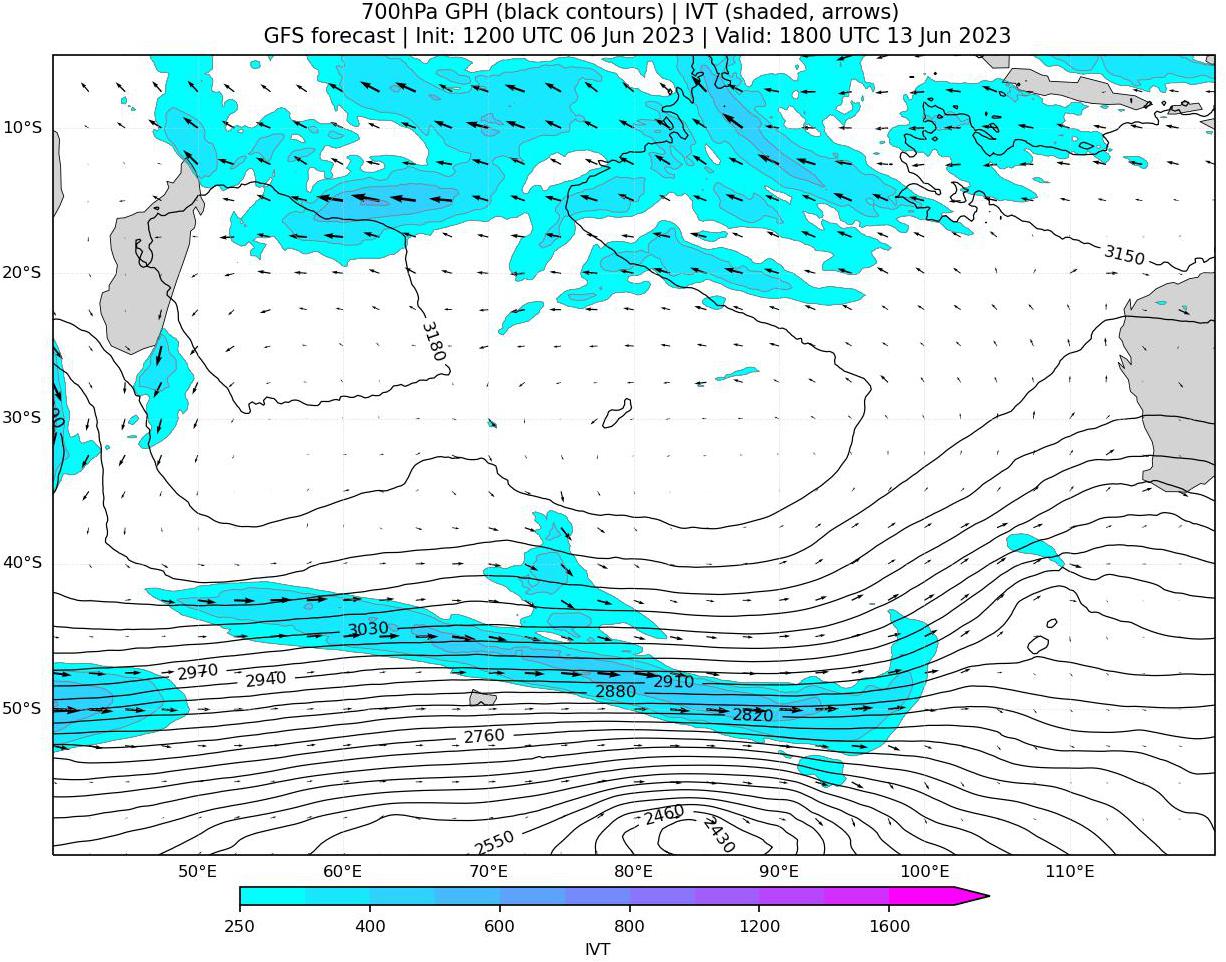 700hPa GPH (black contours) | IVT (shaded, arrows)
GFS forecast | Init: 1200 UTC 06 Jun 2023 | Valid: 1800 UTC 13 Jun 2023
10°S
3150
20°S
3180
30°S
40°S
3030
2970
2940
2910
2880
50°S
2820
2760
2460
2430
2550
50°E 60°E 70°E 80°E 90°E 100°E 110°E
250 400 600 800 1200 1600
IVT